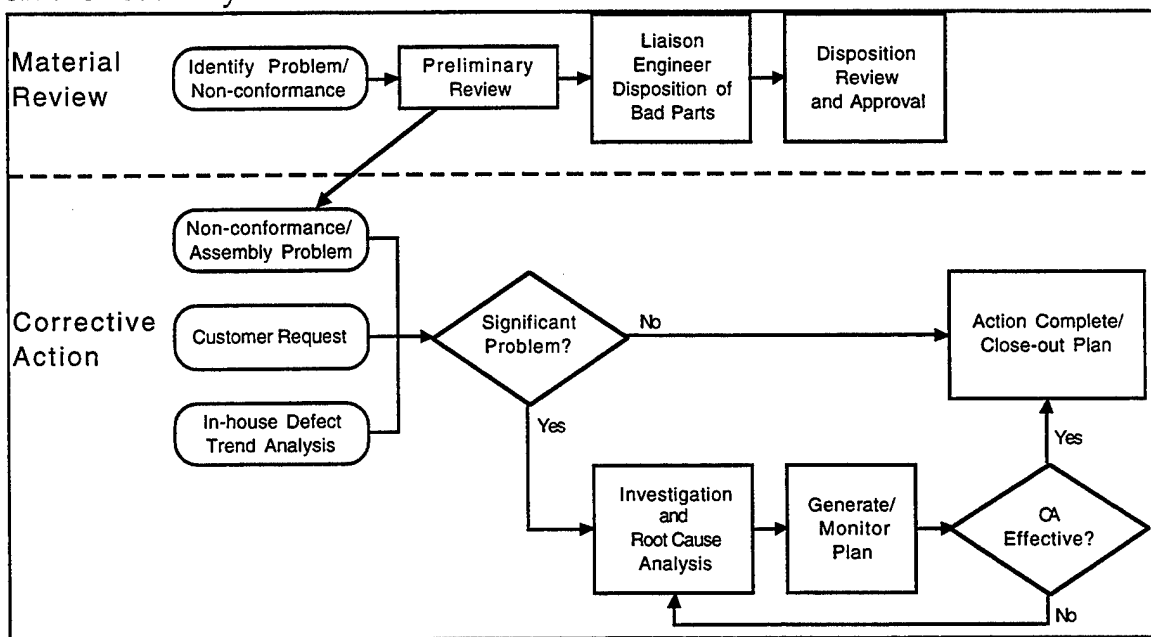 Material
Review
Identify Problem/
Non-conformance
Preliminary
Review
Liaison
Engineer
Disposition of
Bad Parts
Disposition
Review
and Approval
Corrective
Action
Non-conformance/
Assembly Problem
Customer Request
In-house Defect
Trend Analysis
Significant
Problem?
No
Yes
Action Complete/
Close-out Plan
Yes
Investigation
and
Root Cause
Analysis
Generate/
Monitor
Plan
CA
Effective?
No